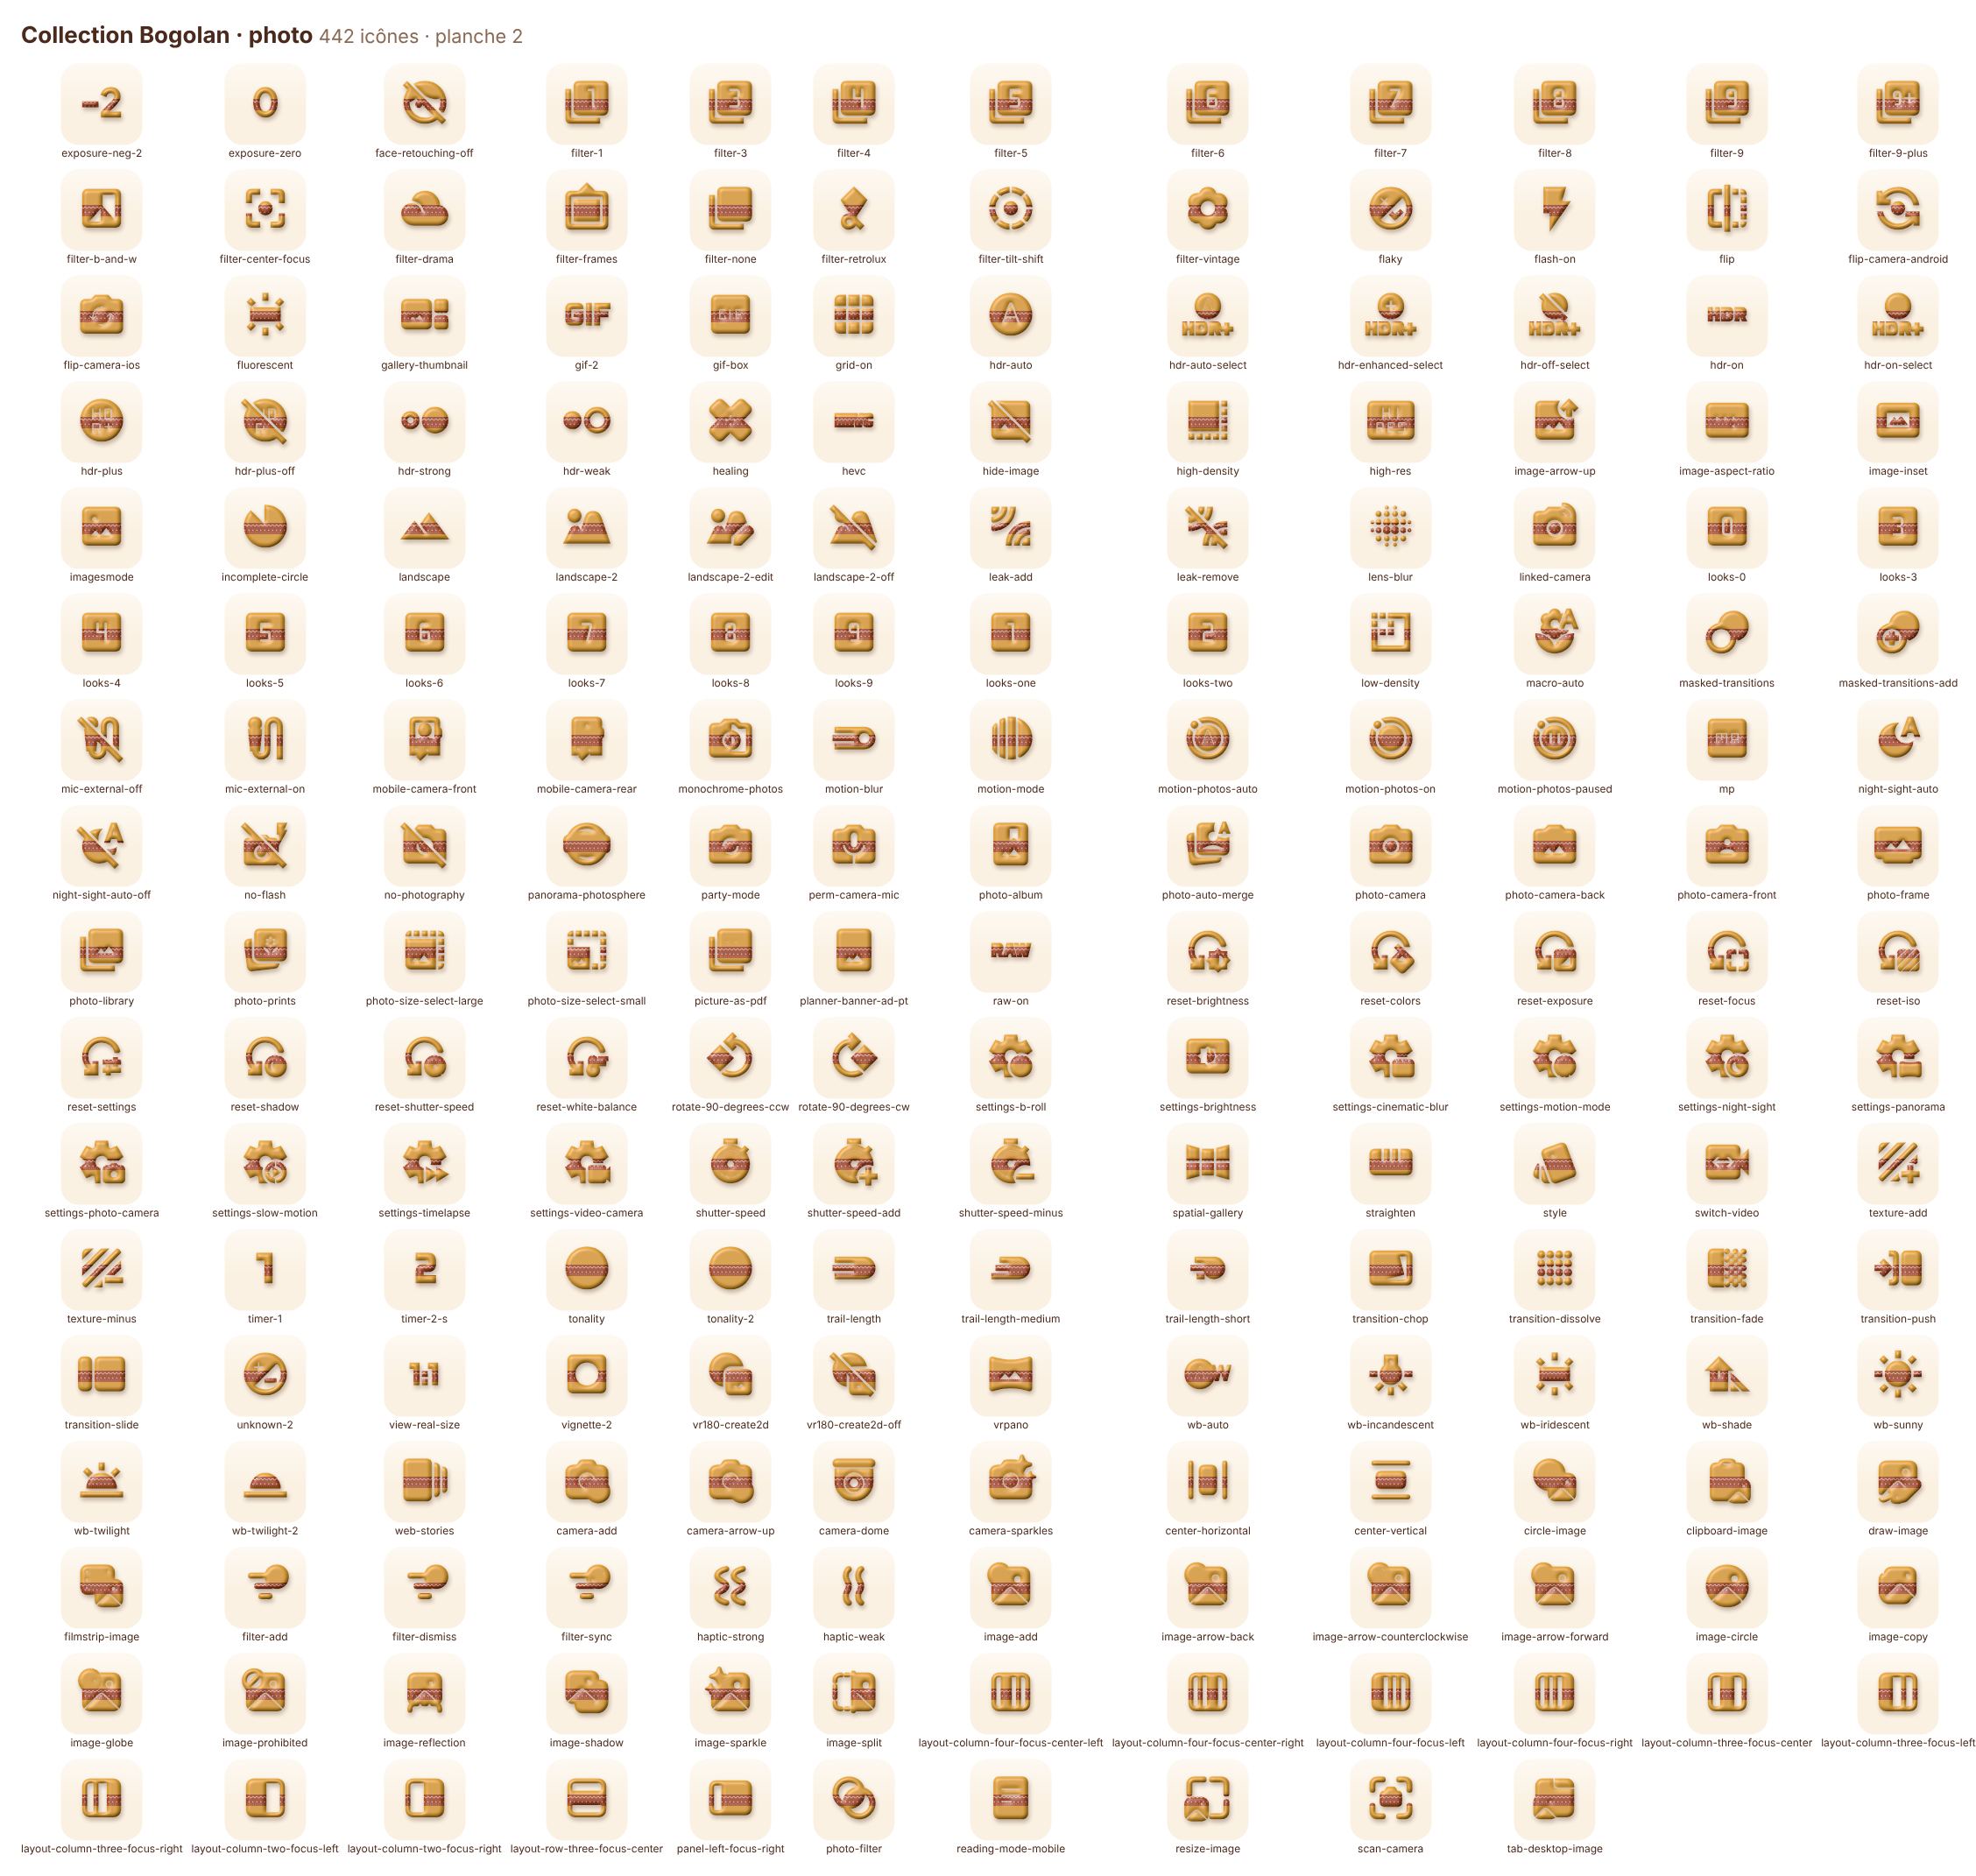 Collection Bogolan · photo 442 icônes · planche 2
exposure-neg-2 exposure-zero face-retouching-off filter-1 filter-3 filter-4 filter-5 filter-6 filter-7 filter-8 filter-9 filter-9-plus
filter-b-and-w filter-center-focus filter-drama filter-frames filter-none filter-retrolux filter-tilt-shift filter-vintage flaky flash-on flip flip-camera-android
flip-camera-ios fluorescent gallery-thumbnail gif-2 gif-box grid-on hdr-auto hdr-auto-select hdr-enhanced-select hdr-off-select hdr-on hdr-on-select
hdr-plus hdr-plus-off hdr-strong hdr-weak healing hevc hide-image high-density high-res image-arrow-up image-aspect-ratio image-inset
imagesmode incomplete-circle landscape landscape-2 landscape-2-edit landscape-2-off leak-add leak-remove lens-blur linked-camera looks-0 looks-3
looks-4 looks-5 looks-6 looks-7 looks-8 looks-9 looks-one looks-two low-density macro-auto masked-transitions masked-transitions-add
mic-external-off mic-external-on mobile-camera-front mobile-camera-rear monochrome-photos motion-blur motion-mode motion-photos-auto motion-photos-on motion-photos-paused mp night-sight-auto
night-sight-auto-off no-flash no-photography panorama-photosphere party-mode perm-camera-mic photo-album photo-auto-merge photo-camera photo-camera-back photo-camera-front photo-frame
photo-library photo-prints photo-size-select-large photo-size-select-small picture-as-pdf planner-banner-ad-pt raw-on reset-brightness reset-colors reset-exposure reset-focus reset-iso
reset-settings reset-shadow reset-shutter-speed reset-white-balance rotate-90-degrees-ccw rotate-90-degrees-cw settings-b-roll settings-brightness settings-cinematic-blur settings-motion-mode settings-night-sight settings-panorama
settings-photo-camera settings-slow-motion settings-timelapse settings-video-camera shutter-speed shutter-speed-add shutter-speed-minus spatial-gallery straighten style switch-video texture-add
texture-minus timer-1 timer-2-s tonality tonality-2 trail-length trail-length-medium trail-length-short transition-chop transition-dissolve transition-fade transition-push
transition-slide unknown-2 view-real-size vignette-2 vr180-create2d vr180-create2d-off vrpano wb-auto wb-incandescent wb-iridescent wb-shade wb-sunny
wb-twilight wb-twilight-2 web-stories camera-add camera-arrow-up camera-dome camera-sparkles center-horizontal center-vertical circle-image clipboard-image draw-image
filmstrip-image filter-add filter-dismiss filter-sync haptic-strong haptic-weak image-add image-arrow-back image-arrow-counterclockwise image-arrow-forward image-circle image-copy
image-globe image-prohibited image-reflection image-shadow image-sparkle image-split layout-column-four-focus-center-left layout-column-four-focus-center-right layout-column-four-focus-left layout-column-four-focus-right layout-column-three-focus-center layout-column-three-focus-left
layout-column-three-focus-right layout-column-two-focus-left layout-column-two-focus-right layout-row-three-focus-center panel-left-focus-right photo-filter reading-mode-mobile resize-image scan-camera tab-desktop-image